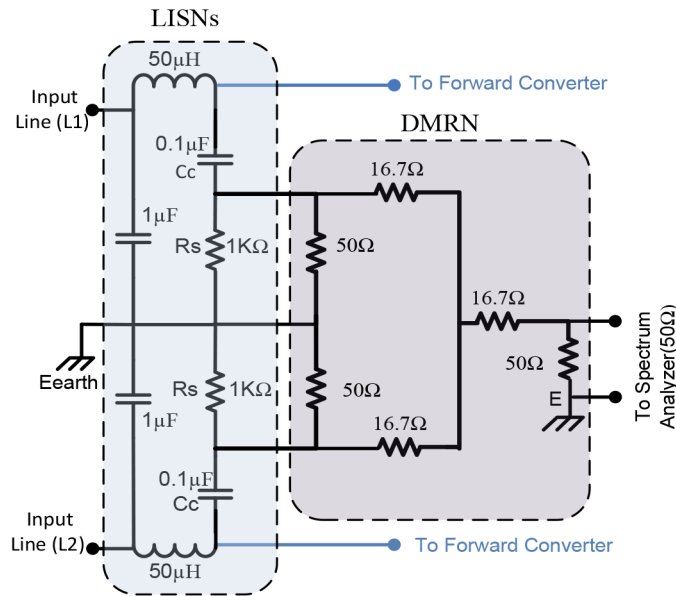 LISNs
50μH
To Forward Converter
Input
Line (L1)
DMRN
0.1μF
Cc
16.7Ω
1μF
Rs
1KΩ
50Ω
16.7Ω
To Spectrum
Analyzer(50Ω)
50Ω
Eearth
Rs
1KΩ
50Ω
E
1μF
16.7Ω
0.1μF
Cc
Input
Line (L2)
To Forward Converter
50μH